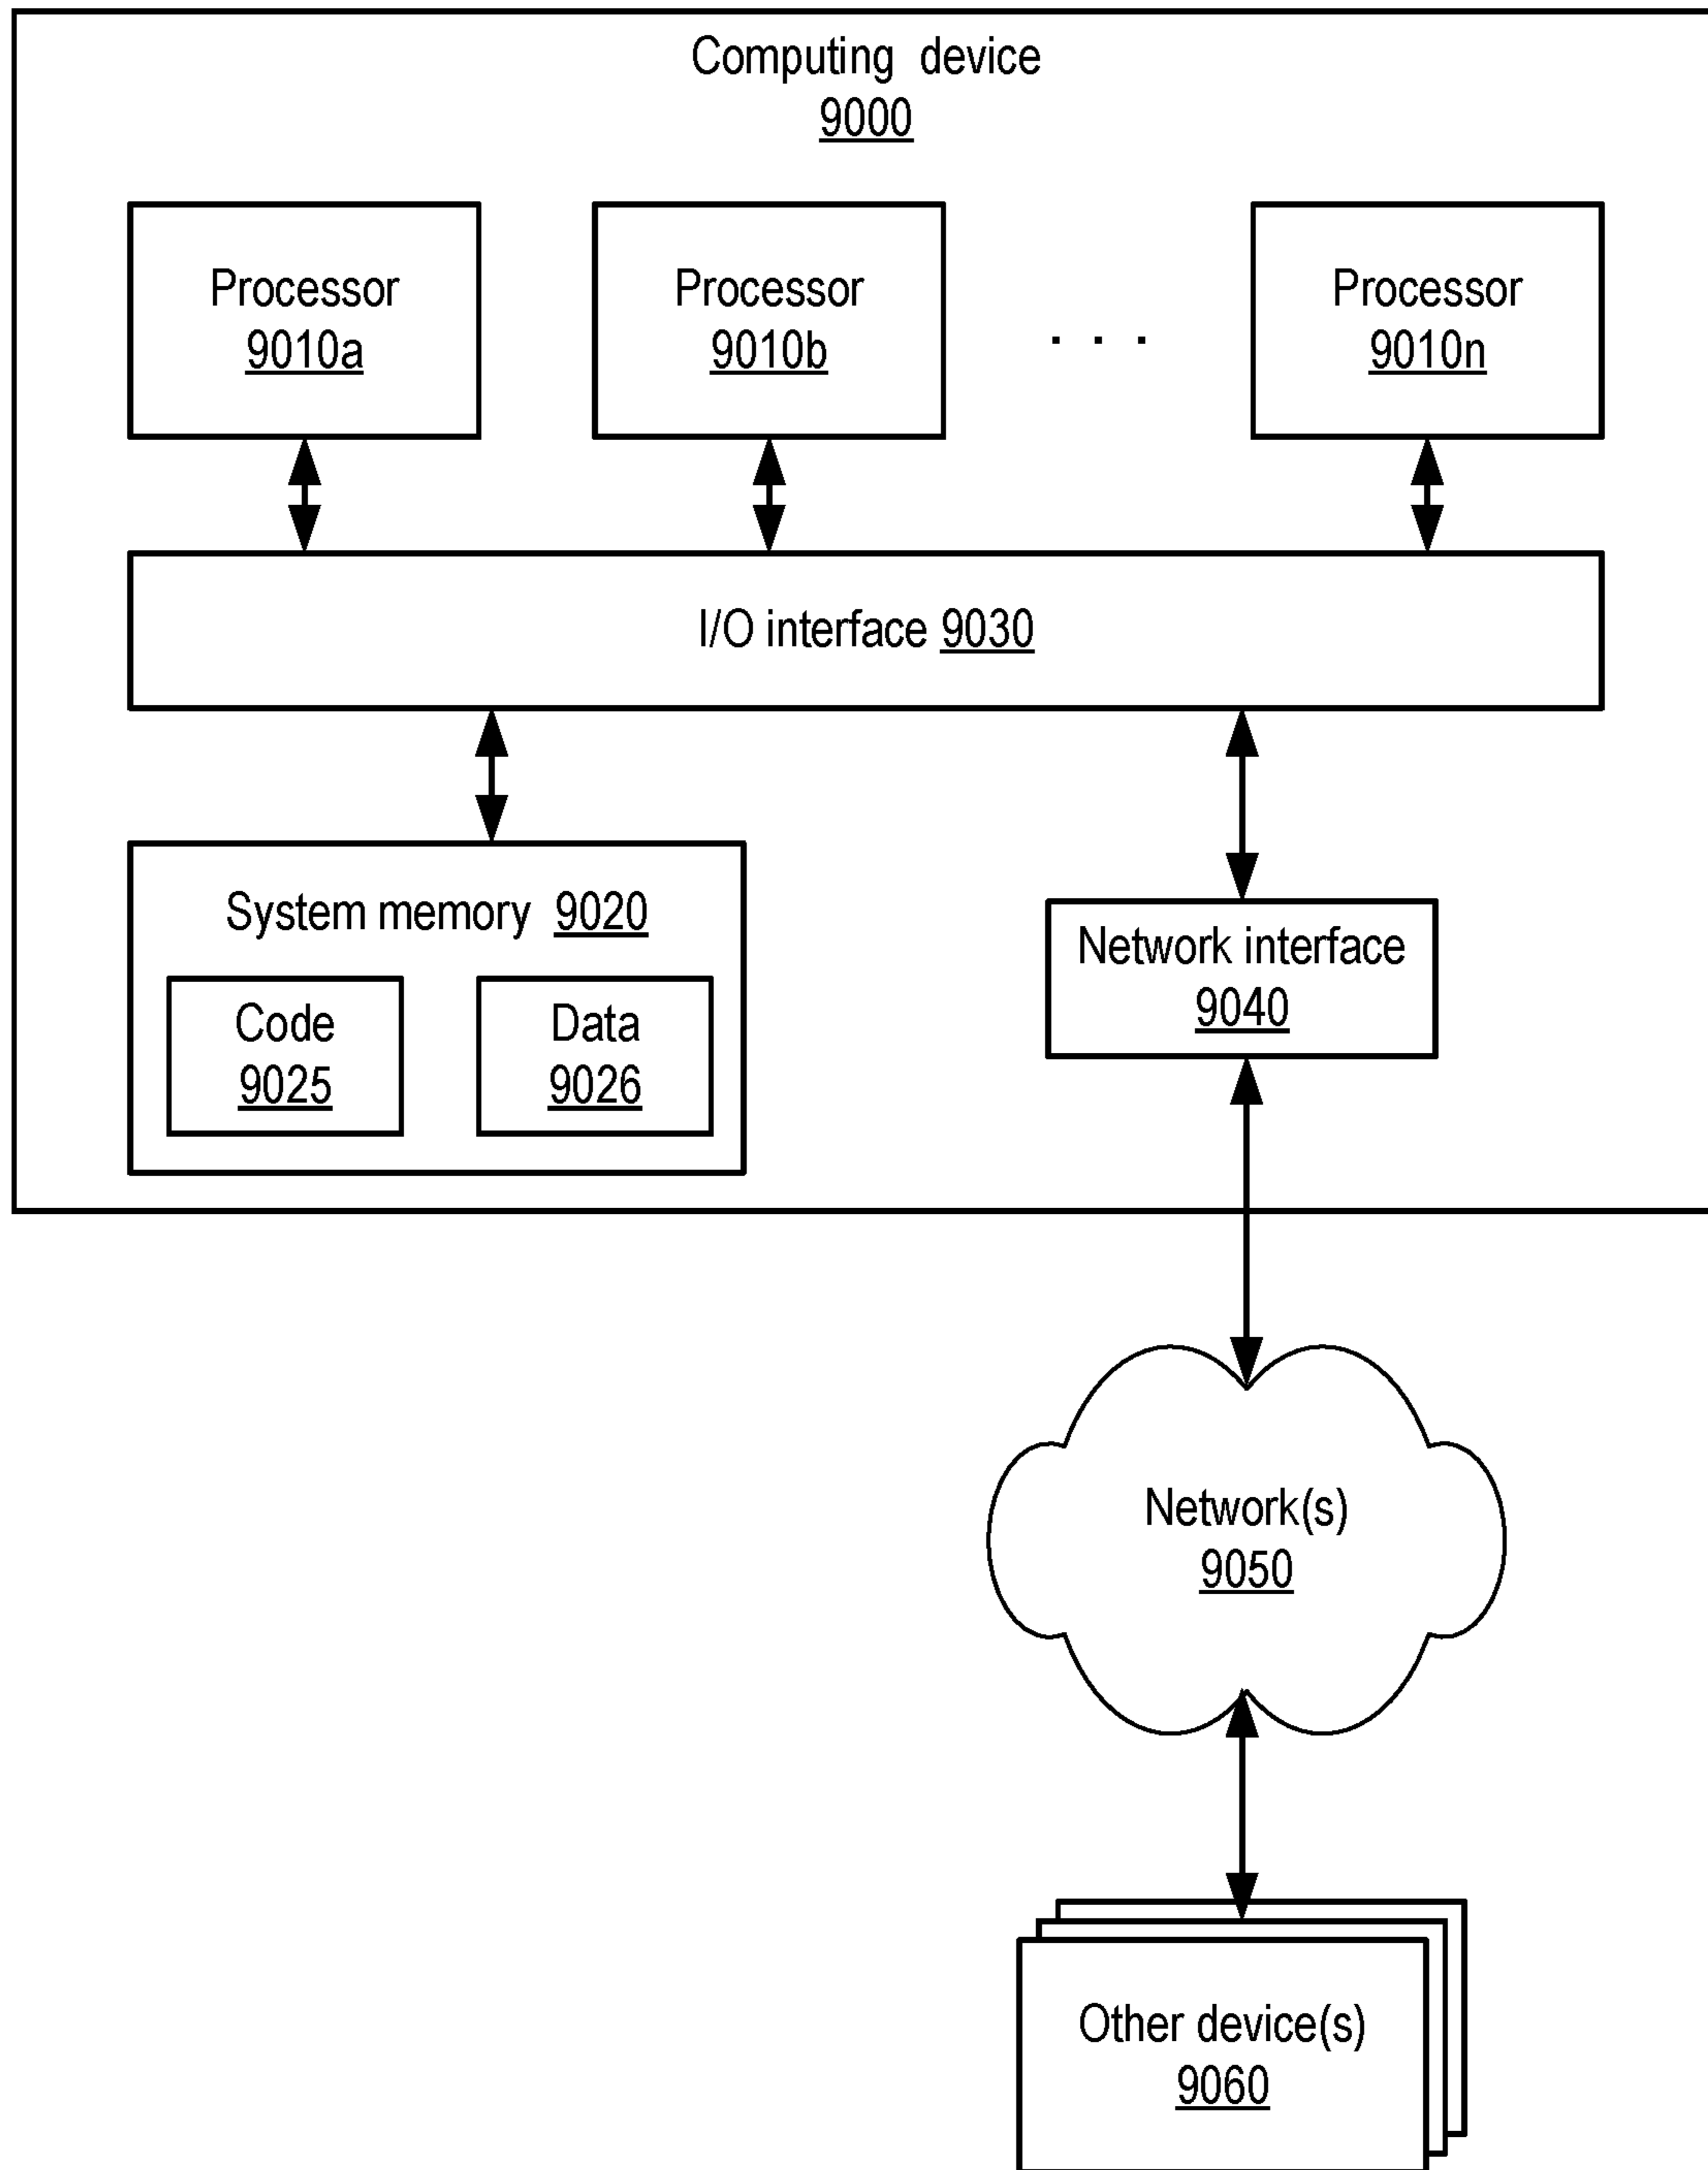 Computing device
9000
Processor
9010a
Processor
9010b
. . .
Processor
9010n
I/O interface 9030
System memory 9020
Code
9025
Data
9026
Network interface
9040
Network(s)
9050
Other device(s)
9060